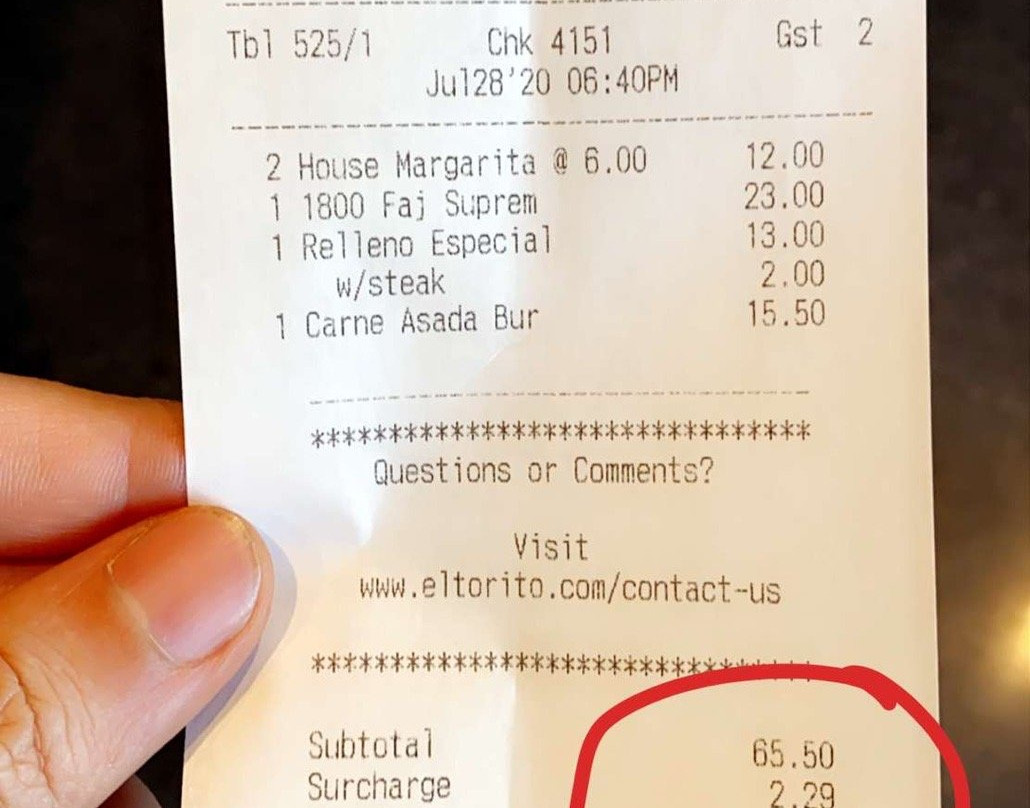 Tbl 525/1 Chk 4151 Gst 2
Jul28'20 06:40PM
2 House Margarita @ 6.00 12.00
1 1800 Faj Suprem 23.00
1 Relleno Especial 13.00
w/steak 2.00
1 Carne Asada Bur 15.50
********************************
Questions or Comments?
Visit
www.eltorito.com/contact-us
********************************
Subtotal 65.50
Surcharge 2.29